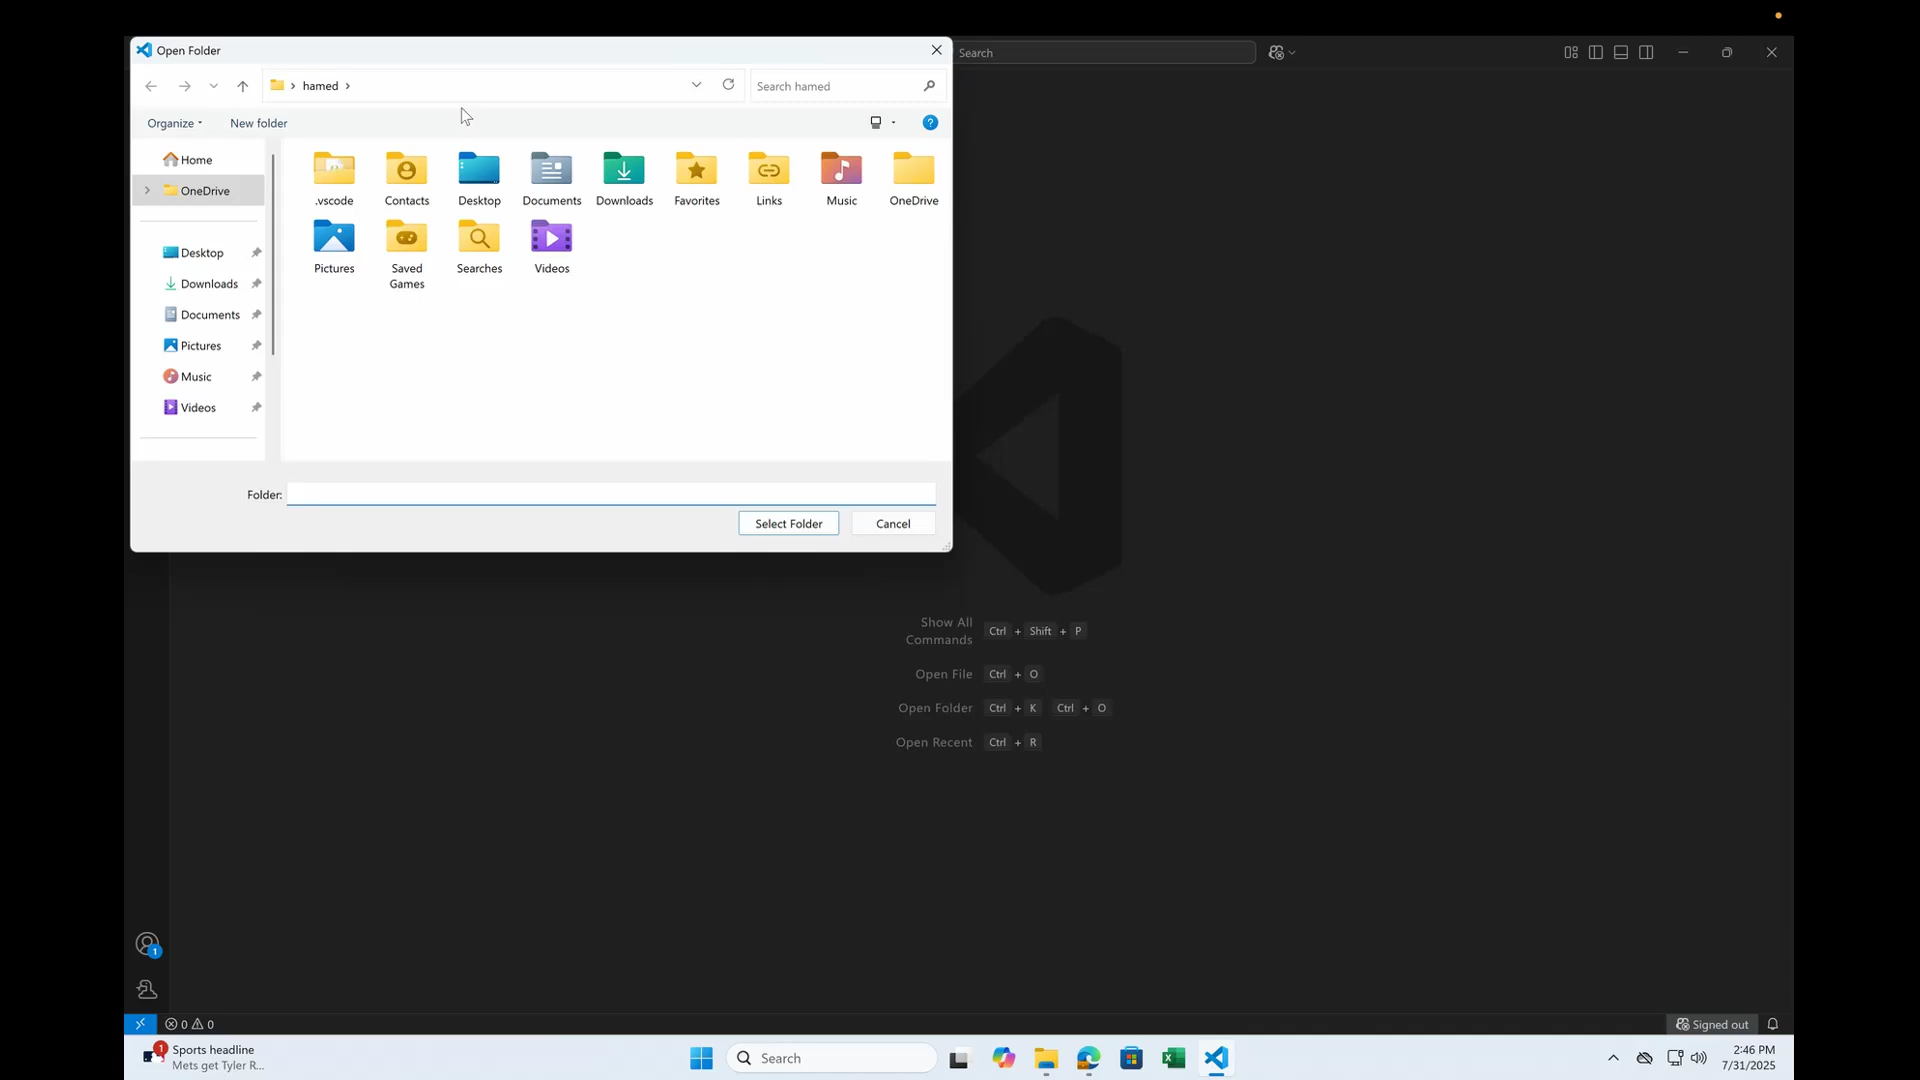 Open Folder
Search
hamed
Search hamed
Organize
New folder
Home
OneDrive
Desktop
Downloads
Documents
Pictures
Music
Videos
.vscode
Contacts
Desktop
Documents
Downloads
Favorites
Links
Music
OneDrive
Pictures
Saved
Games
Searches
Videos
Folder:
Select Folder
Cancel
Show All
Commands
Ctrl + Shift + P
Open File
Ctrl + O
Open Folder
Ctrl + K Ctrl + O
Open Recent
Ctrl + R
1
0 0
Signed out
1
Sports headline
Mets get Tyler R...
Search
2:46 PM
7/31/2025